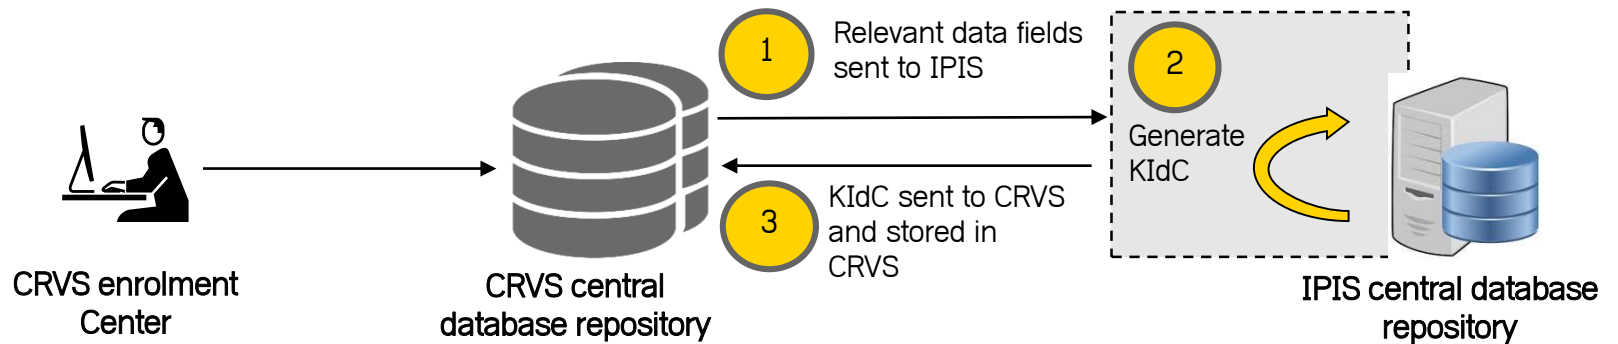 1
Relevant data fields
sent to IPIS
2
Generate
KIdC
3
KIdC sent to CRVS
and stored in
CRVS
CRVS enrolment
Center
CRVS central
database repository
IPIS central database
repository